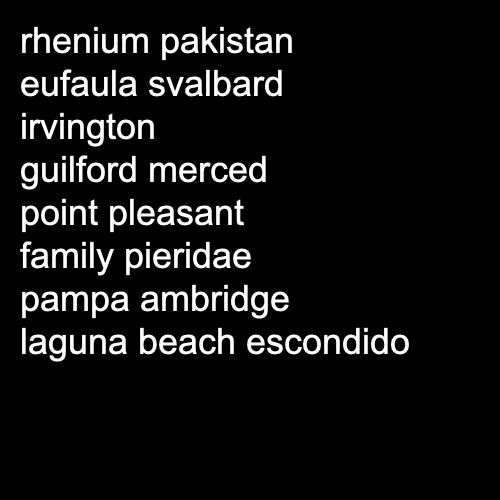 rhenium pakistan
eufaula svalbard
irvington
guilford merced
point pleasant
family pieridae
pampa ambridge
laguna beach escondido